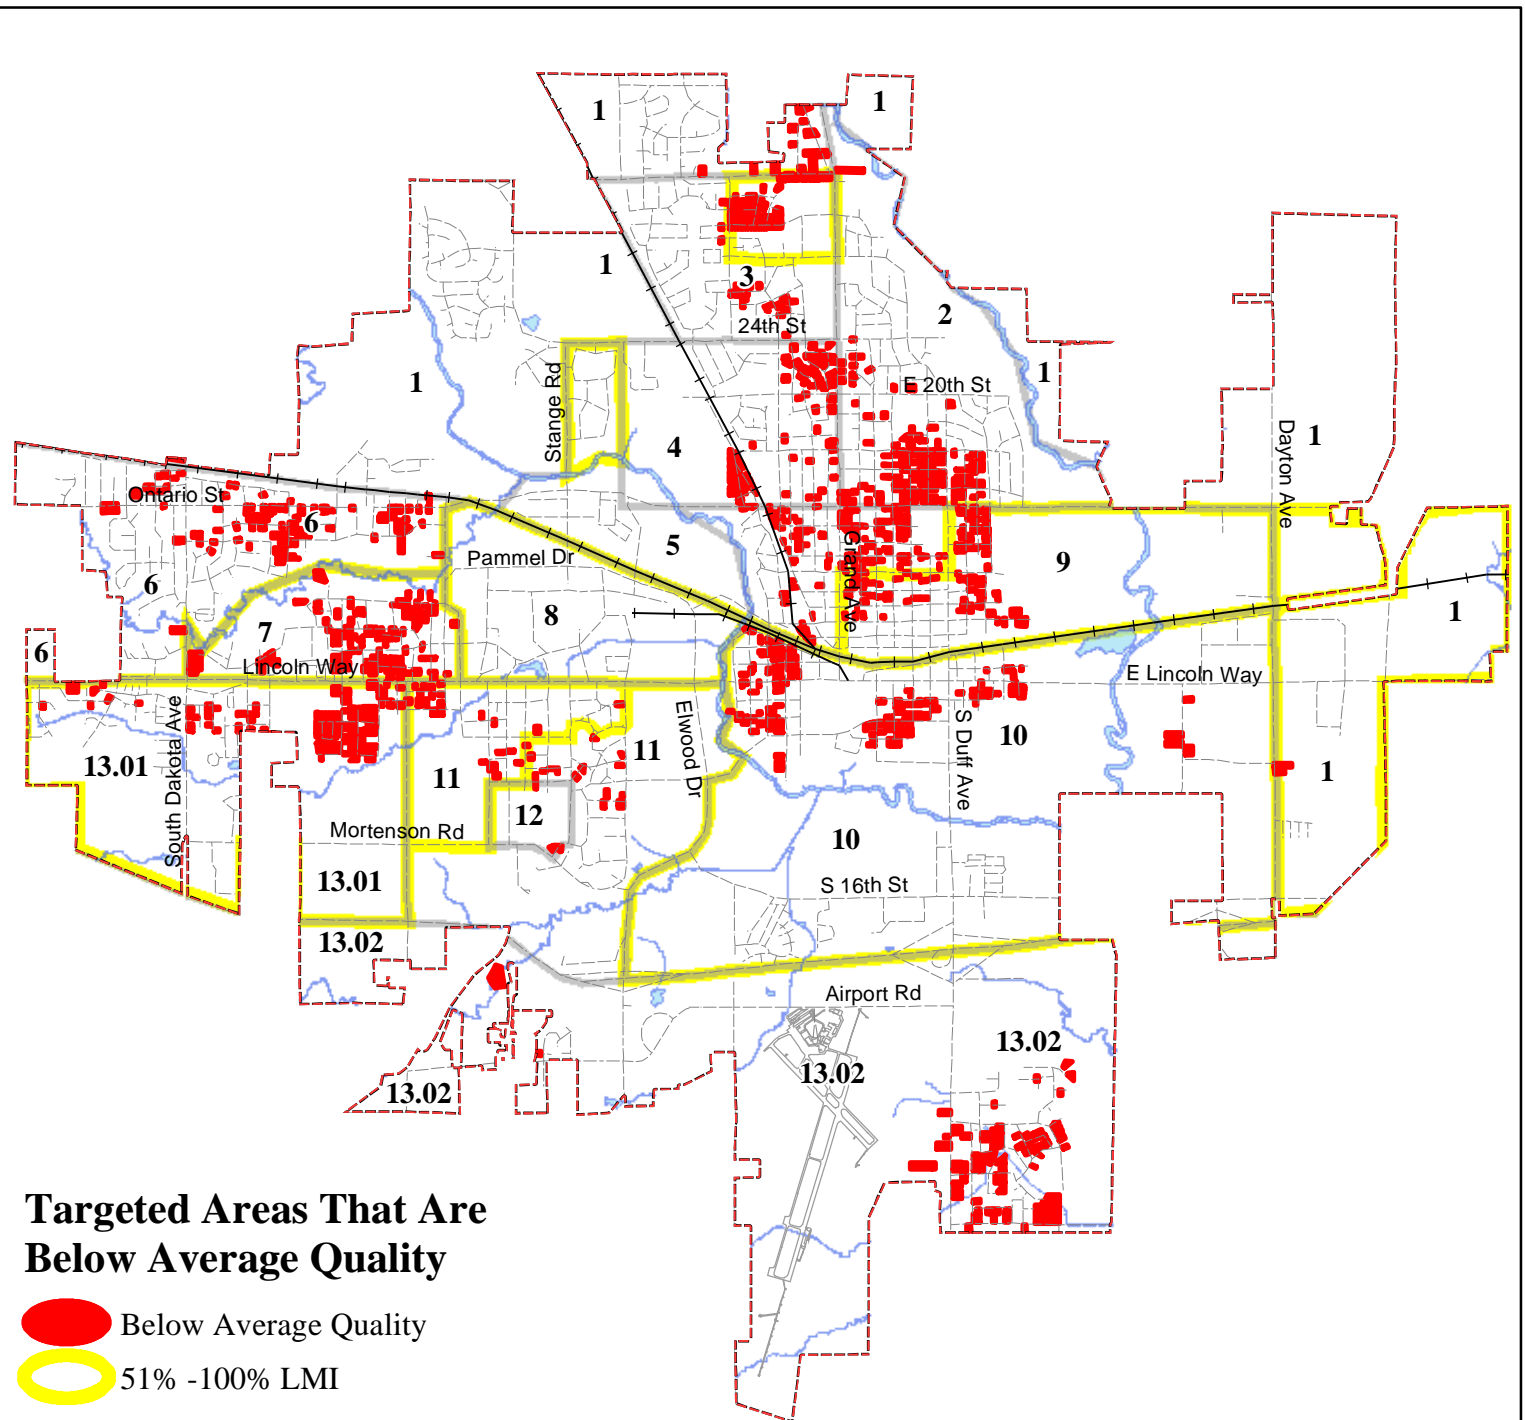 1
1
1
3
2
24th St
1
1
E 20th St
Stange Rd
4
Dayton Ave
1
Ontario St
6
5
Grand Ave
Pammel Dr
9
6
8
1
7
6
Lincoln Way
E Lincoln Way
South Dakota Ave
Elwood Dr
S Duff Ave
10
13.01
11
11
1
12
Mortenson Rd
10
13.01
S 16th St
13.02
Airport Rd
13.02
13.02
13.02
Targeted Areas That Are
Below Average Quality
Below Average Quality
51% -100% LMI